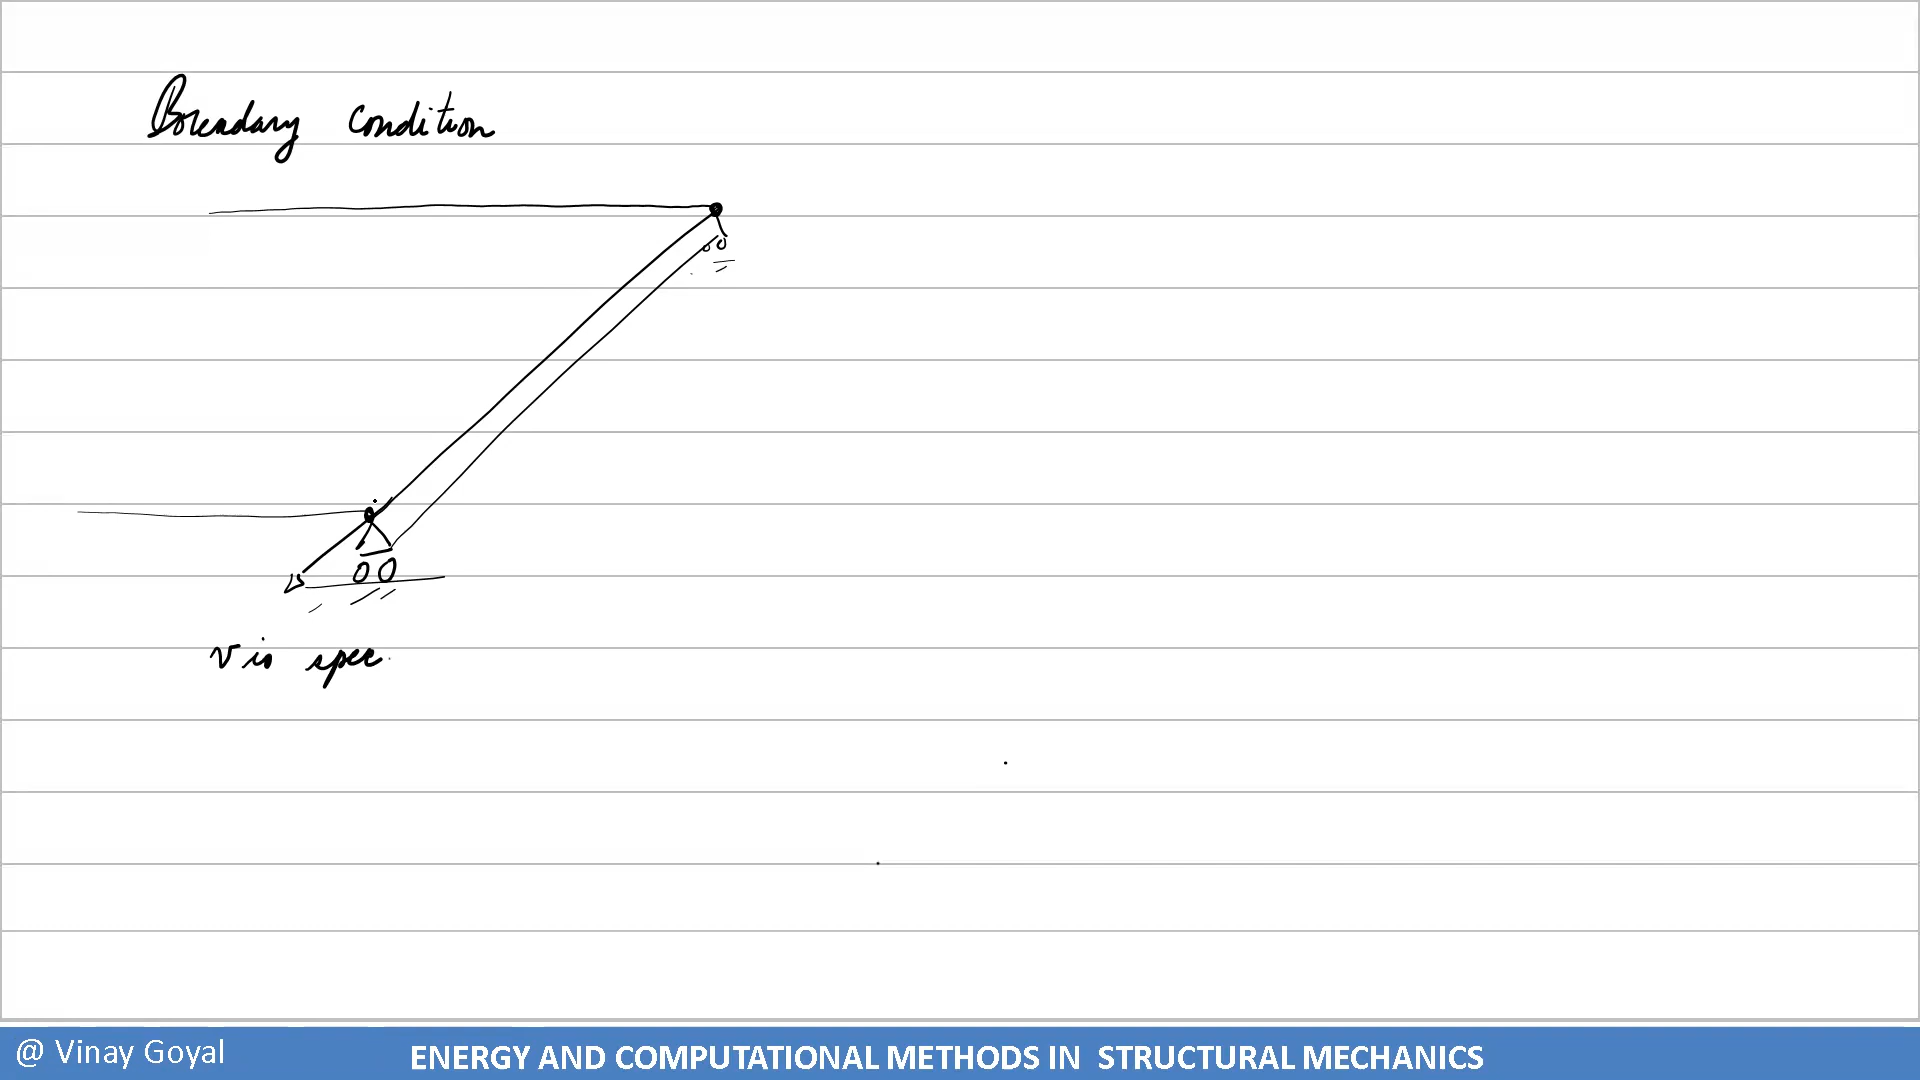 Boundary condition
v is spec.
@ Vinay Goyal
ENERGY AND COMPUTATIONAL METHODS IN STRUCTURAL MECHANICS